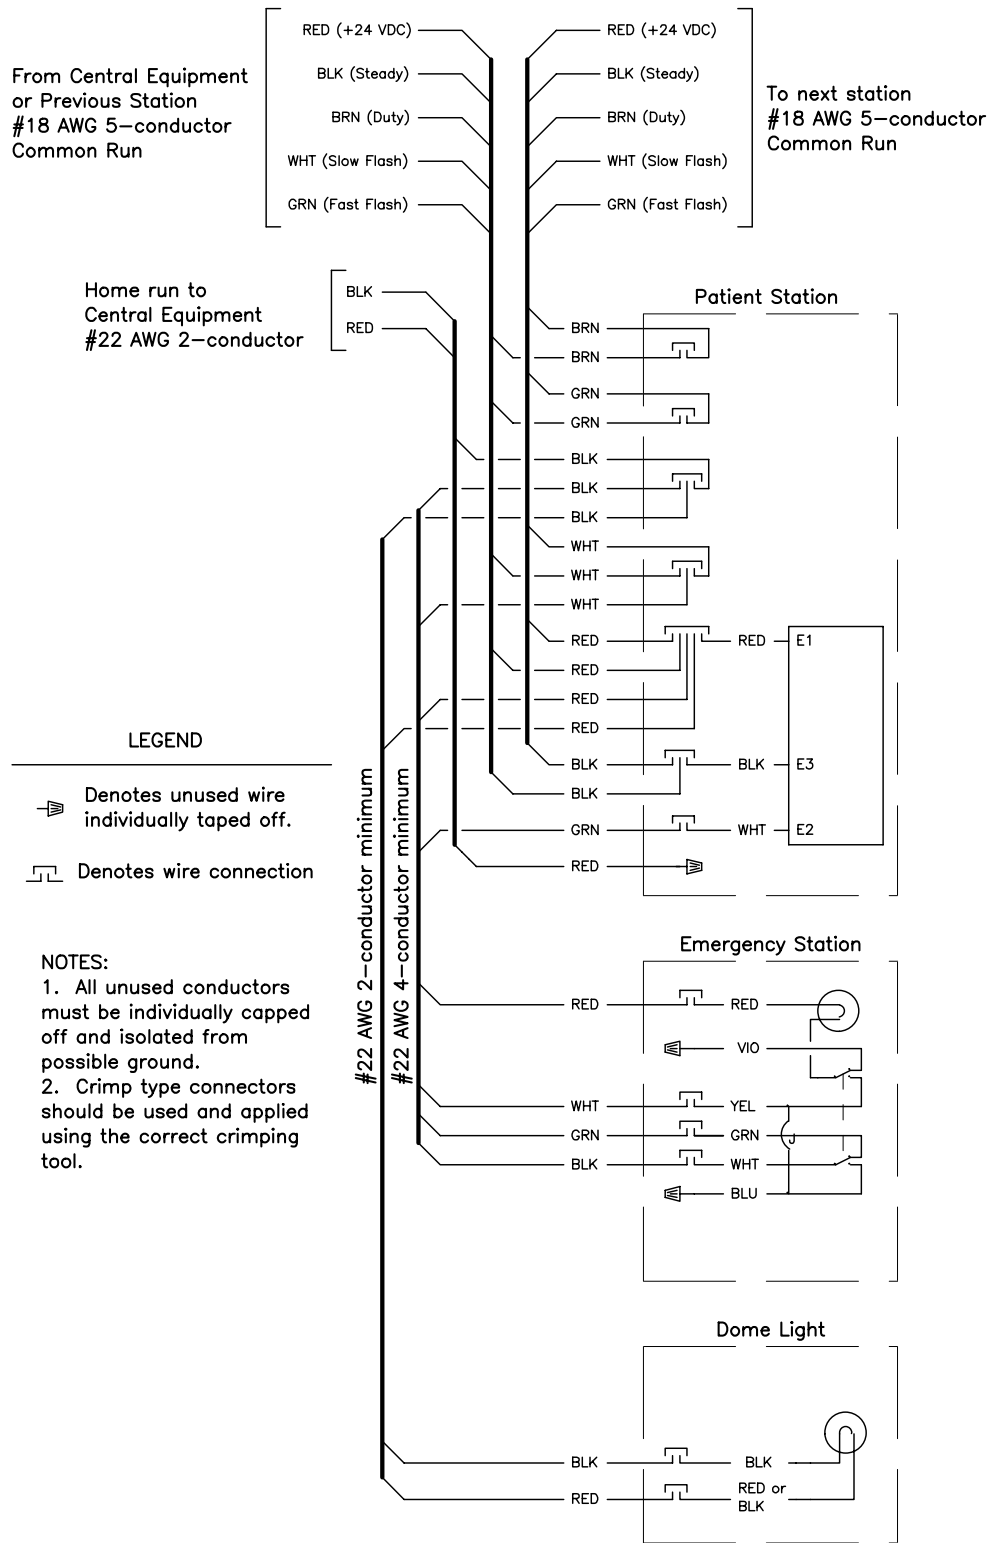 From Central Equipment
or Previous Station
#18 AWG 5-conductor
Common Run
RED (+24 VDC)
BLK (Steady)
BRN (Duty)
WHT (Slow Flash)
GRN (Fast Flash)
RED (+24 VDC)
BLK (Steady)
BRN (Duty)
WHT (Slow Flash)
GRN (Fast Flash)
To next station
#18 AWG 5-conductor
Common Run
Home run to
Central Equipment
#22 AWG 2-conductor
BLK
RED
Patient Station
BRN
BRN
GRN
GRN
BLK
BLK
BLK
WHT
WHT
WHT
RED RED E1
RED
RED
RED
BLK BLK E3
BLK
GRN WHT E2
RED
#22 AWG 2-conductor minimum
#22 AWG 4-conductor minimum
LEGEND
Denotes unused wire
individually taped off.
Denotes wire connection
NOTES:
1. All unused conductors
must be individually capped
off and isolated from
possible ground.
2. Crimp type connectors
should be used and applied
using the correct crimping
tool.
Emergency Station
RED RED
VIO
WHT YEL
GRN GRN J
BLK WHT
BLU
Dome Light
BLK BLK
RED RED or
BLK